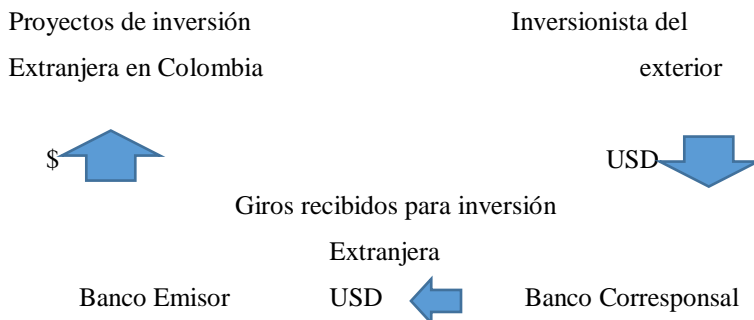 Proyectos de inversión Inversionista del
Extranjera en Colombia exterior
$ USD
Giros recibidos para inversión
Extranjera
Banco Emisor USD Banco Corresponsal